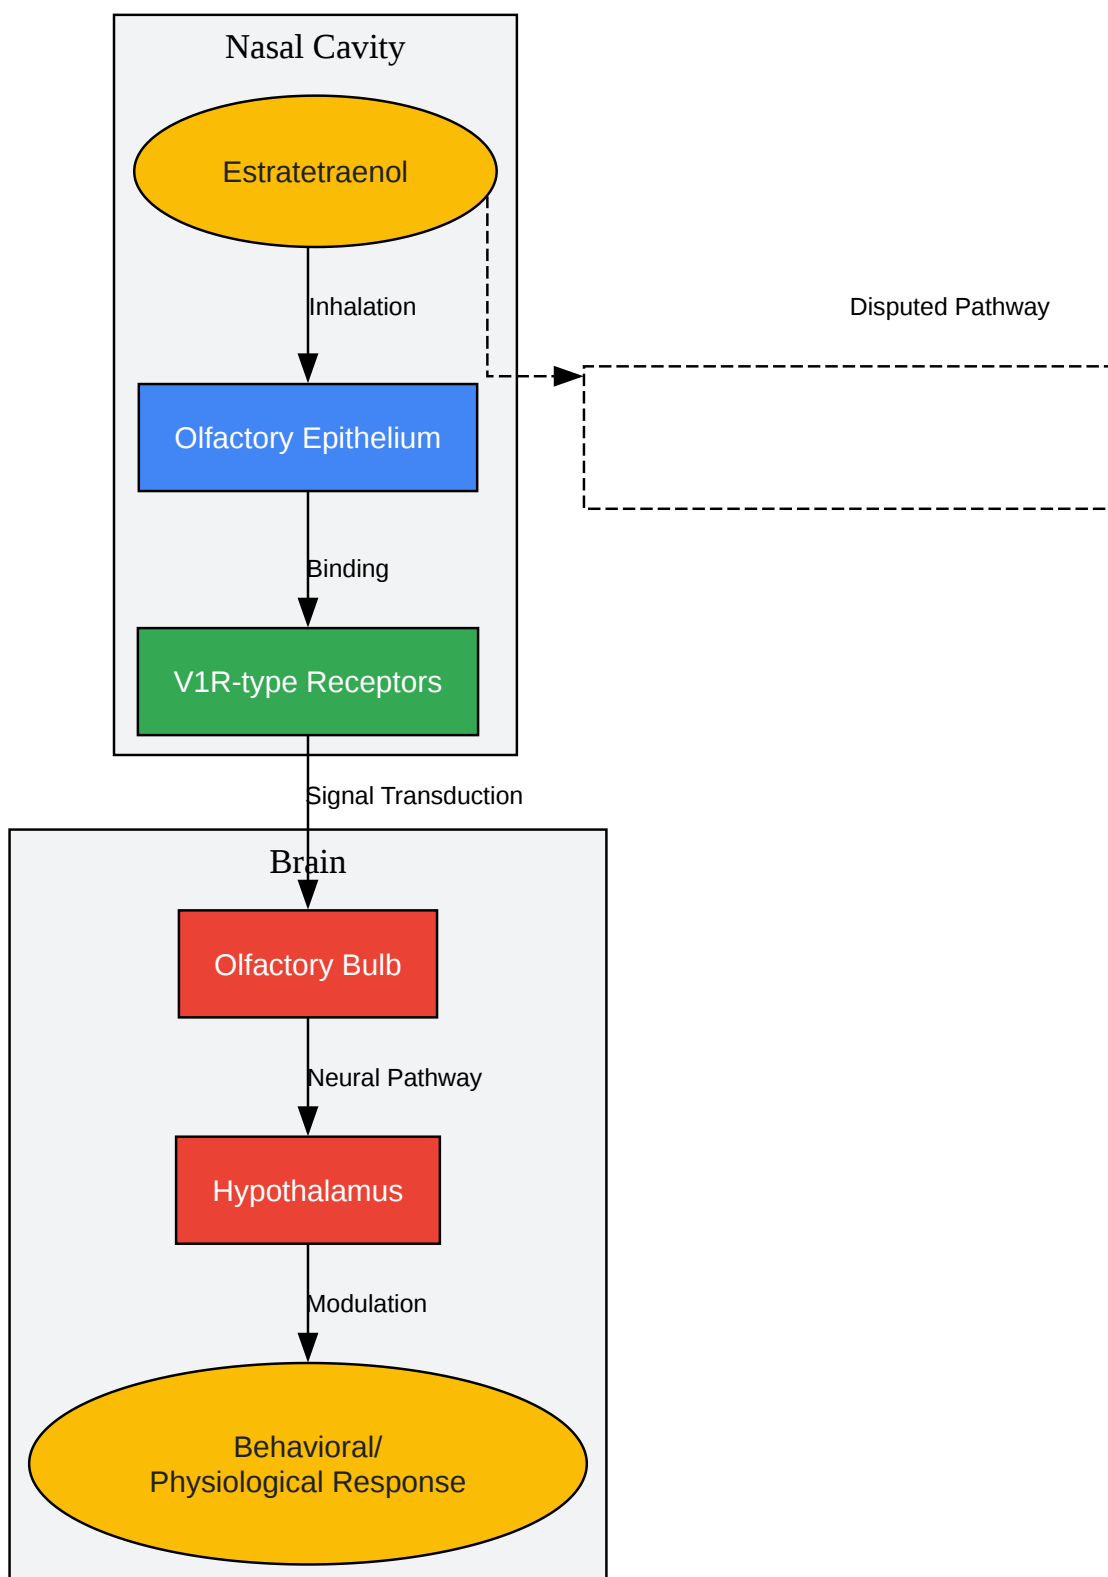 Nasal Cavity
Estratetraenol
Inhalation
Disputed Pathway
Olfactory Epithelium
Binding
V1R-type Receptors
Signal Transduction
Brain
Olfactory Bulb
Neural Pathway
Hypothalamus
Modulation
Behavioral/
Physiological Response